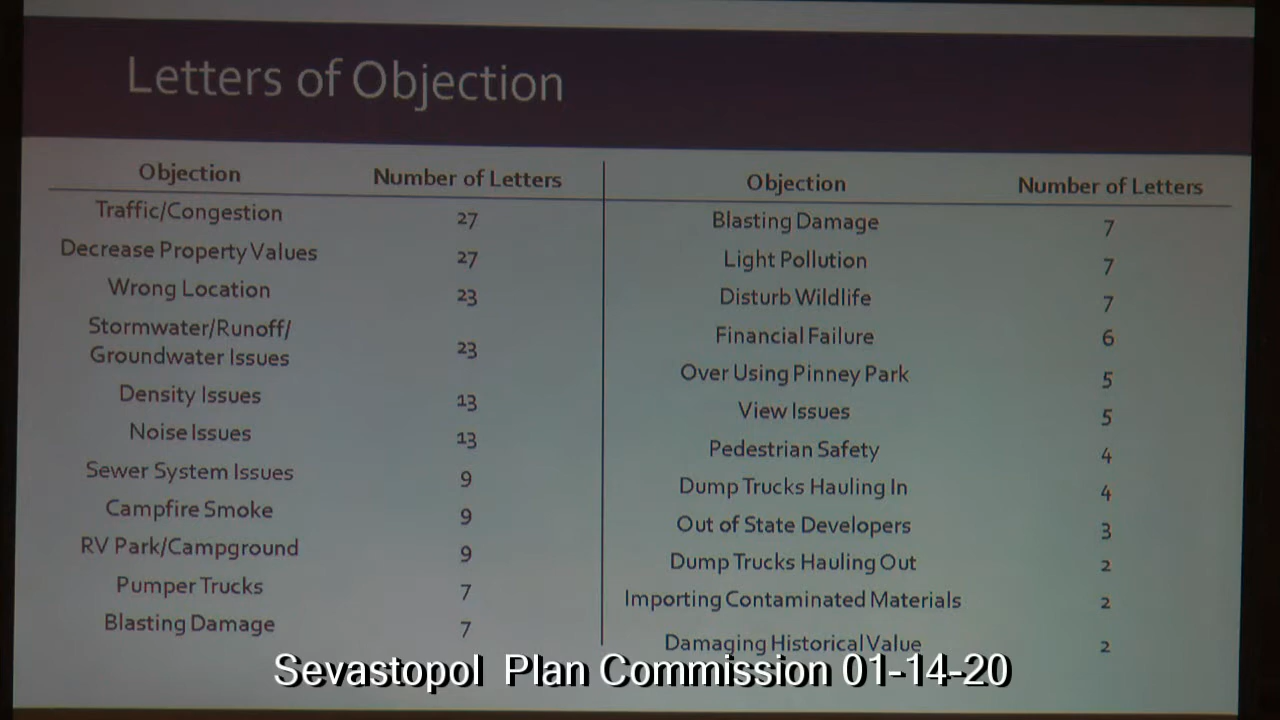 Letters of Objection
Objection Number of Letters
Traffic/Congestion 27
Decrease Property Values 27
Wrong Location 23
Stormwater/Runoff/
Groundwater Issues 23
Density Issues 13
Noise Issues 13
Sewer System Issues 9
Campfire Smoke 9
RV Park/Campground 9
Pumper Trucks 7
Blasting Damage 7
Objection Number of Letters
Blasting Damage 7
Light Pollution 7
Disturb Wildlife 7
Financial Failure 6
Over Using Pinney Park 5
View Issues 5
Pedestrian Safety 4
Dump Trucks Hauling In 4
Out of State Developers 3
Dump Trucks Hauling Out 2
Importing Contaminated Materials 2
Damaging Historical Value 2
Sevastopol Plan Commission 01-14-20